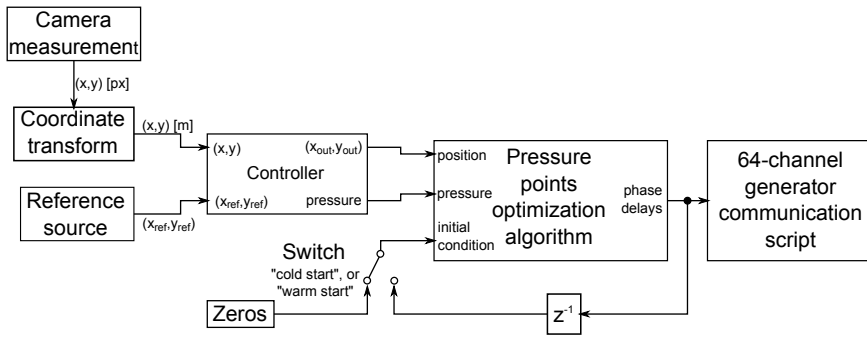 Camera
measurement
(x,y) [px]
Coordinate
transform
(x,y) [m]
Reference
source
(xref,yref)
(x,y)
(xout,yout)
Controller
(xref,yref)
pressure
position
pressure
initial
condition
Pressure
points
optimization
algorithm
phase
delays
64-channel
generator
communication
script
Switch
"cold start", or
"warm start"
Zeros
z-1